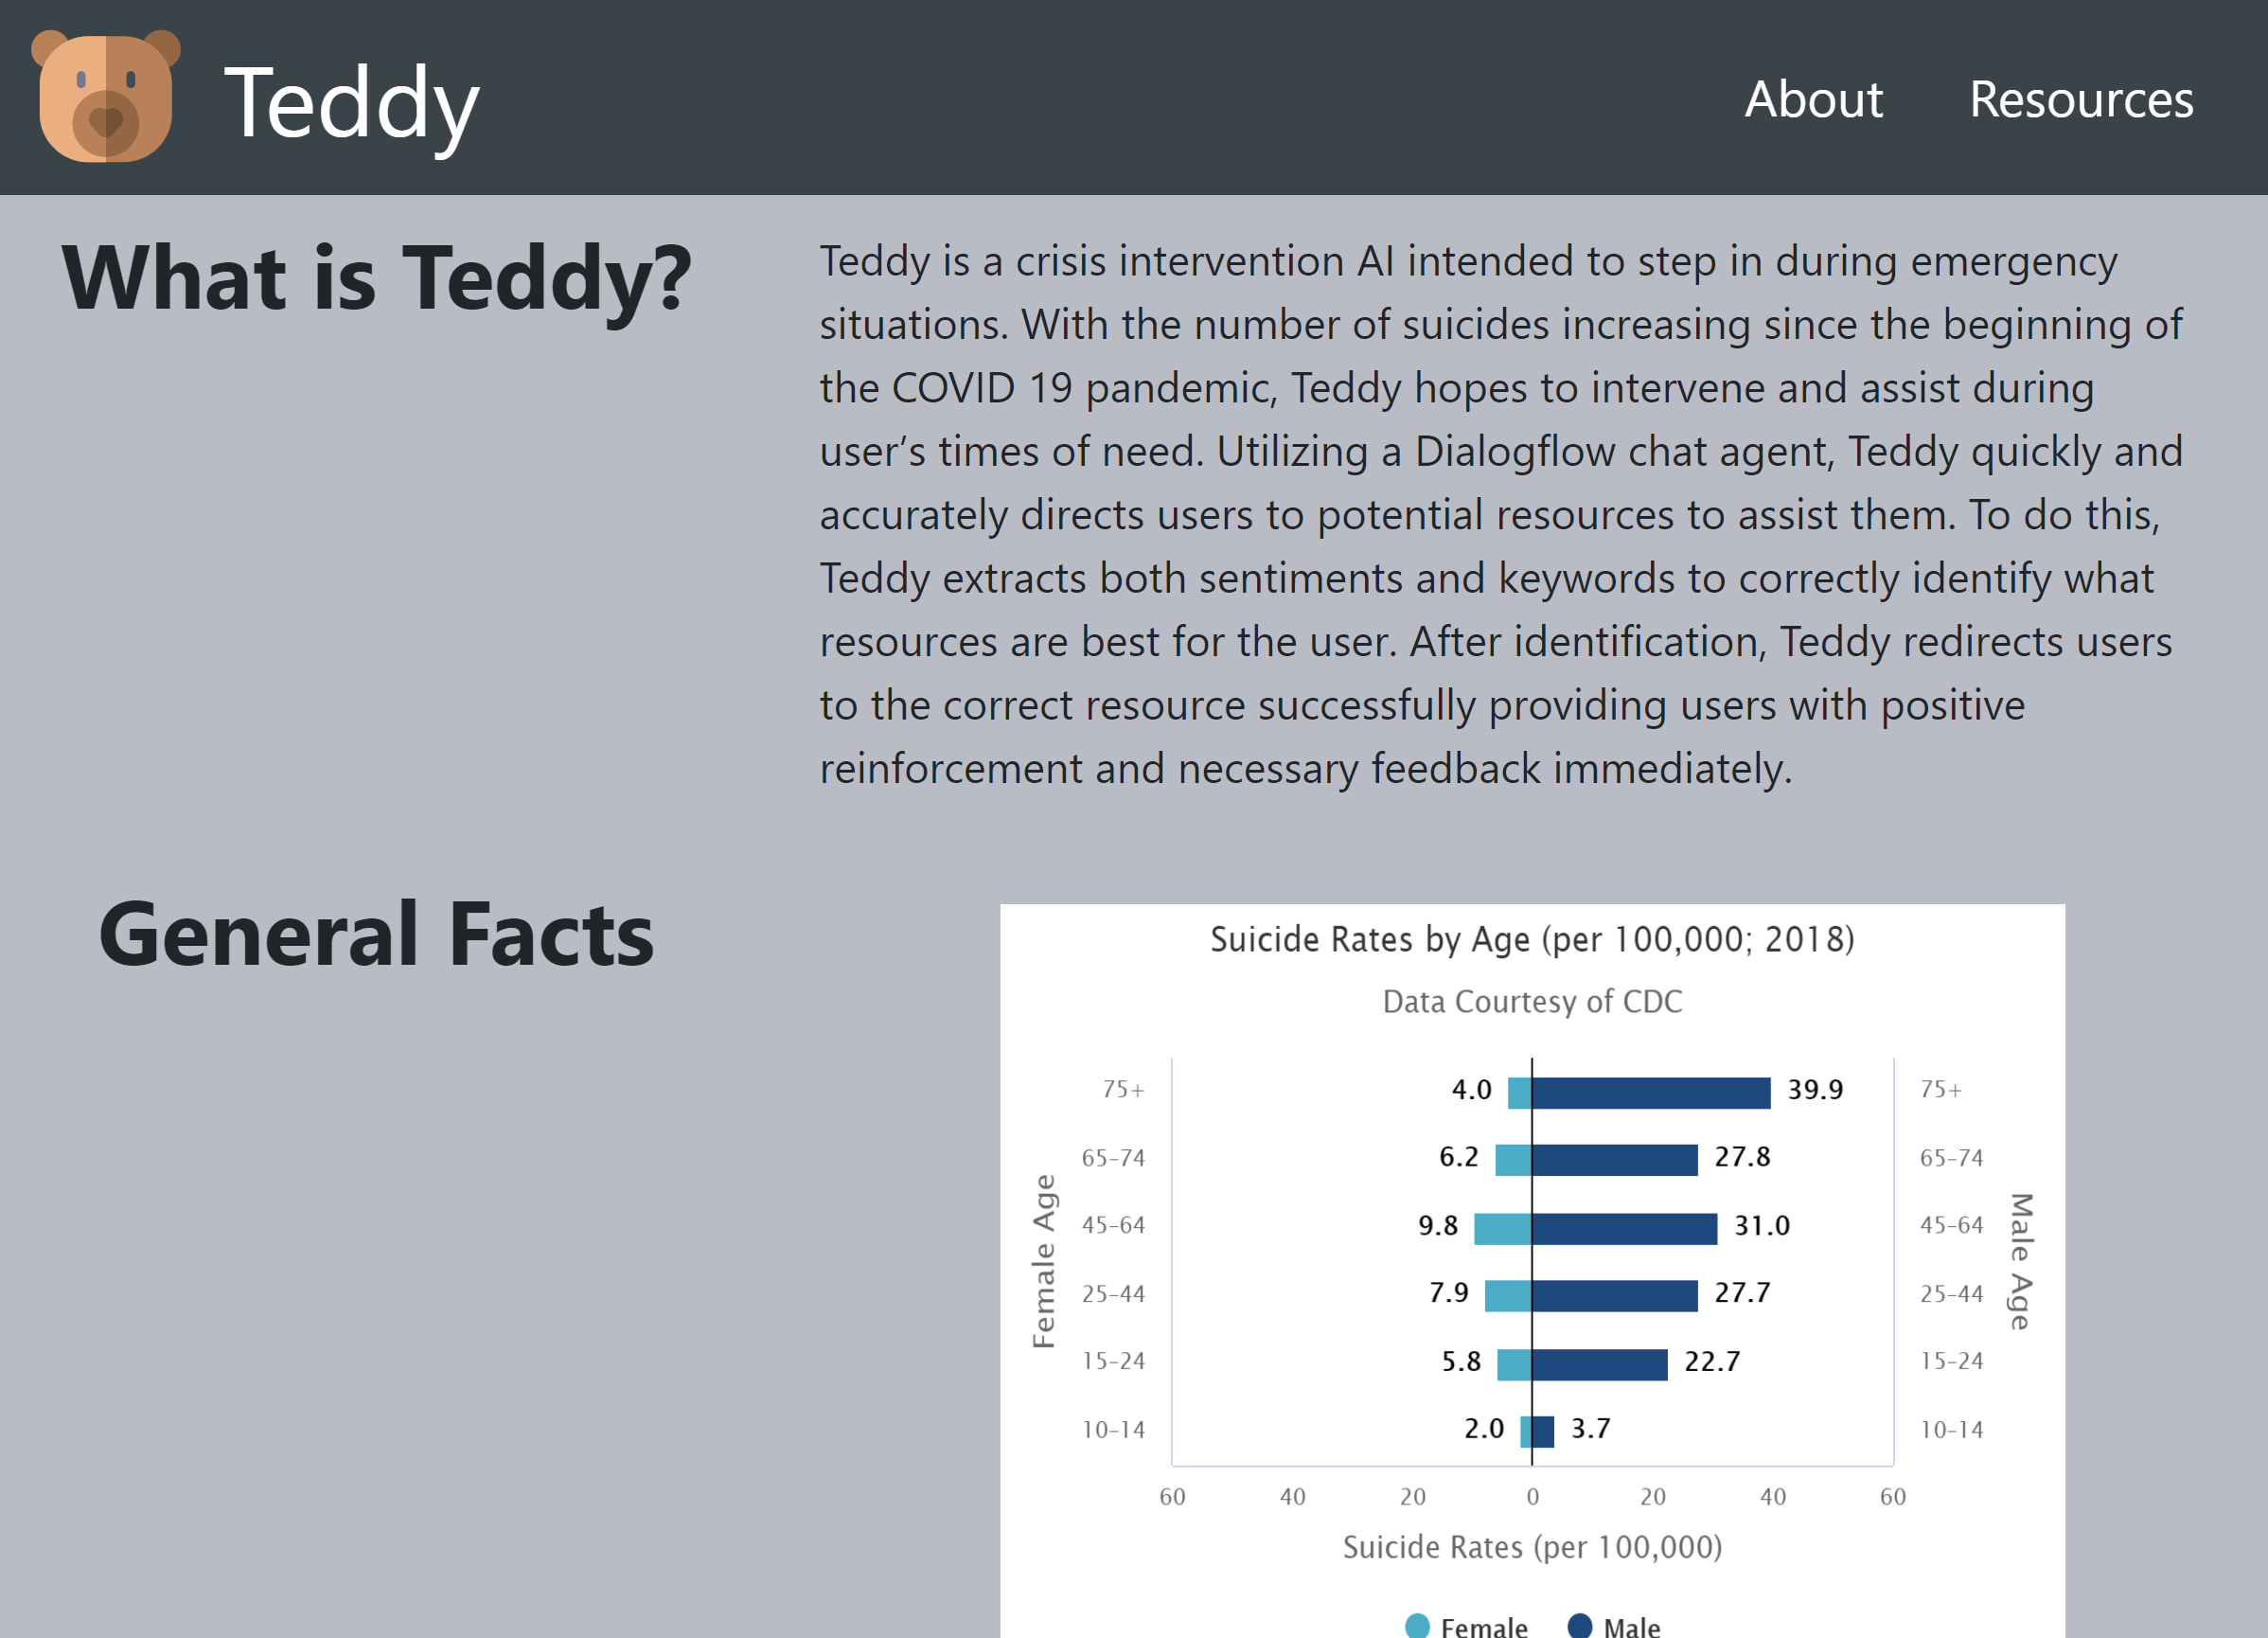 Teddy
About
Resources
What is Teddy?
Teddy is a crisis intervention AI intended to step in during emergency
situations. With the number of suicides increasing since the beginning of
the COVID 19 pandemic, Teddy hopes to intervene and assist during
user’s times of need. Utilizing a Dialogflow chat agent, Teddy quickly and
accurately directs users to potential resources to assist them. To do this,
Teddy extracts both sentiments and keywords to correctly identify what
resources are best for the user. After identification, Teddy redirects users
to the correct resource successfully providing users with positive
reinforcement and necessary feedback immediately.
General Facts
Suicide Rates by Age (per 100,000; 2018)
Data Courtesy of CDC
Female Age
75+ 4.0 39.9 75+
65-74 6.2 27.8 65-74
45-64 9.8 31.0 45-64
25-44 7.9 27.7 25-44
15-24 5.8 22.7 15-24
10-14 2.0 3.7 10-14
Male Age
60 40 20 0 20 40 60
Suicide Rates (per 100,000)
Female Male